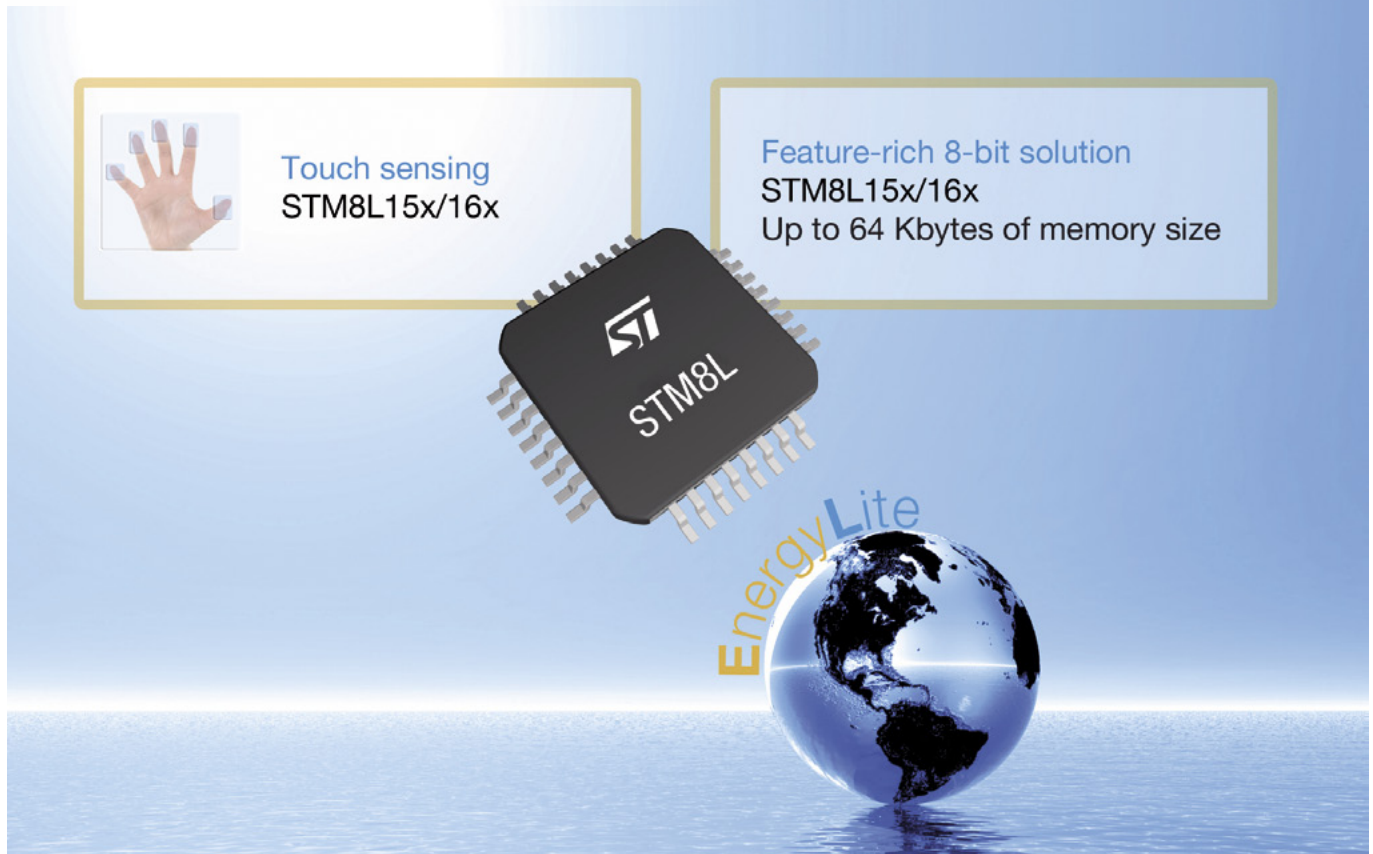 Touch sensing
STM8L15x/16x
Feature-rich 8-bit solution
STM8L15x/16x
Up to 64 Kbytes of memory size
ST
STM8L
EnergyLite